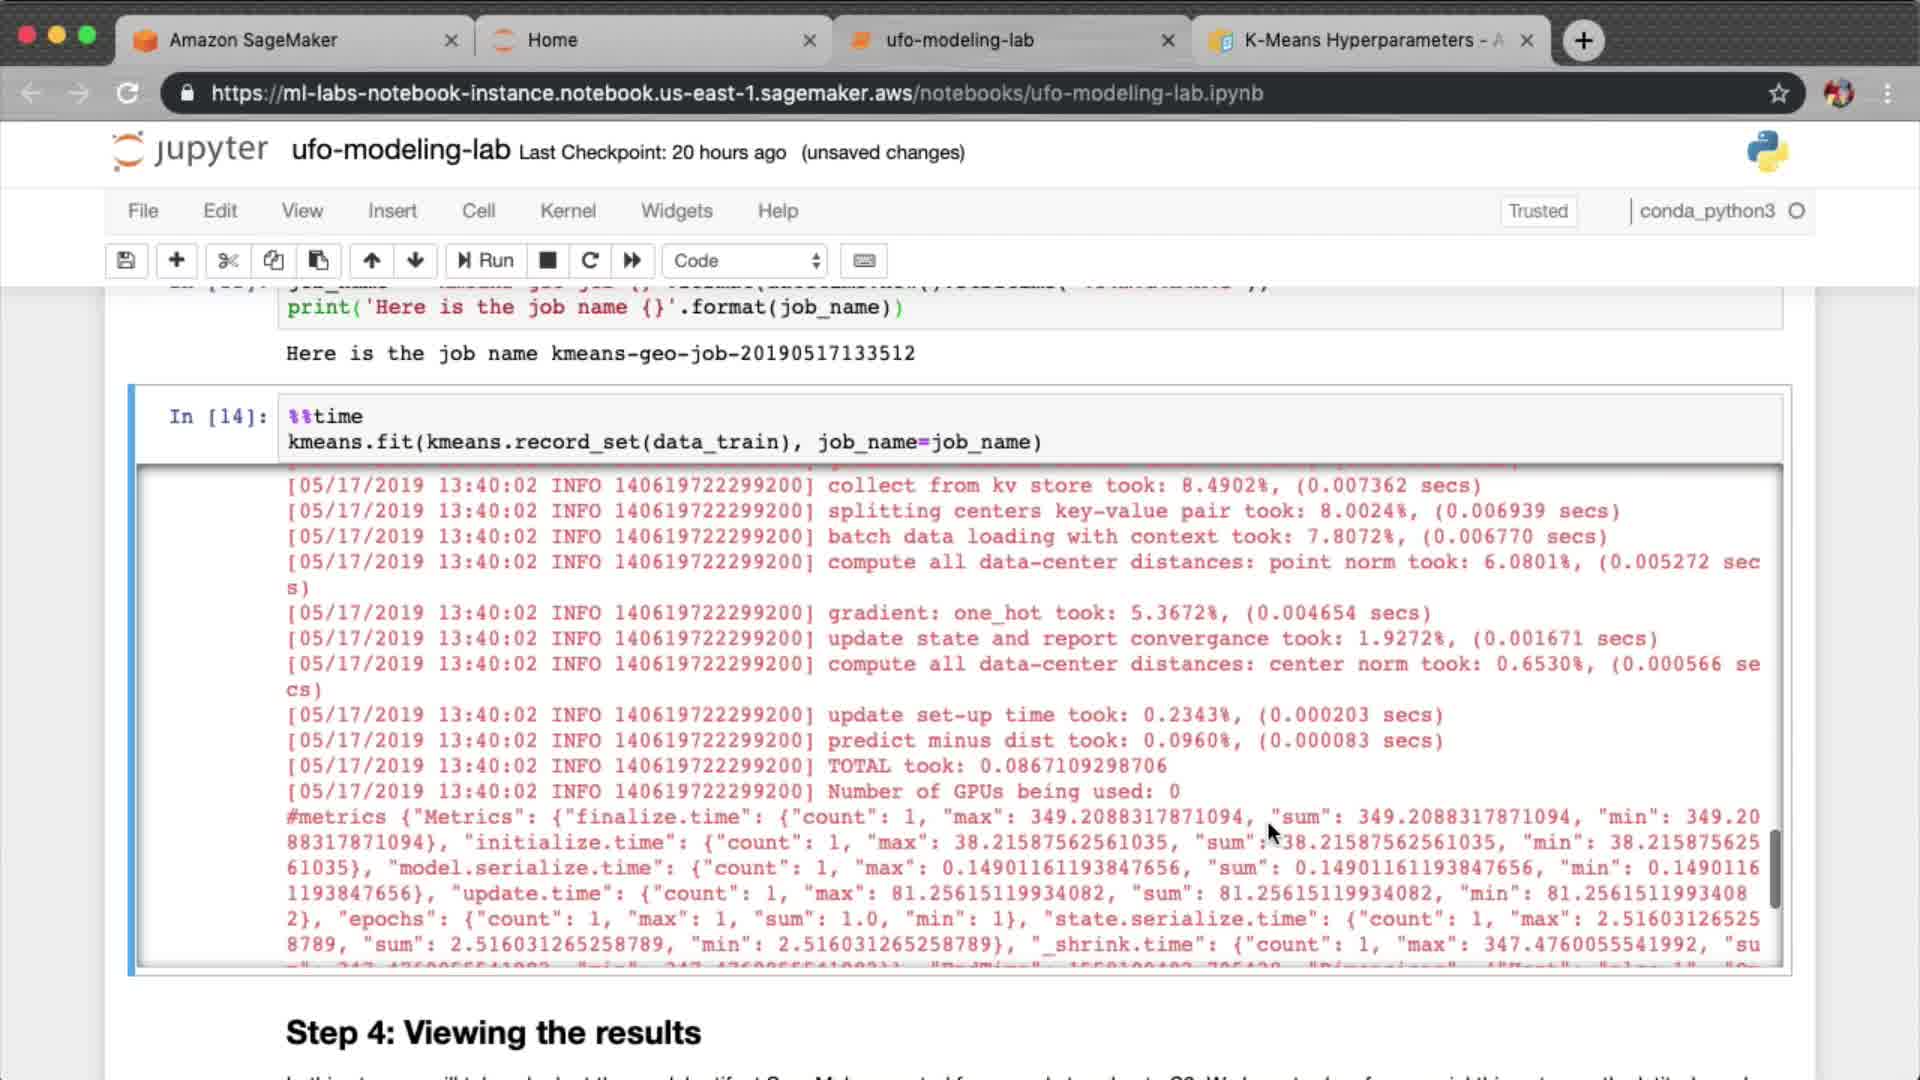 Amazon SageMaker
Home
ufo-modeling-lab
K-Means Hyperparameters - A
https://ml-labs-notebook-instance.notebook.us-east-1.sagemaker.aws/notebooks/ufo-modeling-lab.ipynb
jupyter ufo-modeling-lab Last Checkpoint: 20 hours ago (unsaved changes)
File Edit View Insert Cell Kernel Widgets Help Trusted conda_python3
Run Code
print('Here is the job name {}'.format(job_name))
Here is the job name kmeans-geo-job-20190517133512
In [14]: %%time
kmeans.fit(kmeans.record_set(data_train), job_name=job_name)
[05/17/2019 13:40:02 INFO 140619722299200] collect from kv store took: 8.4902%, (0.007362 secs)
[05/17/2019 13:40:02 INFO 140619722299200] splitting centers key-value pair took: 8.0024%, (0.006939 secs)
[05/17/2019 13:40:02 INFO 140619722299200] batch data loading with context took: 7.8072%, (0.006770 secs)
[05/17/2019 13:40:02 INFO 140619722299200] compute all data-center distances: point norm took: 6.0801%, (0.005272 sec
s)
[05/17/2019 13:40:02 INFO 140619722299200] gradient: one_hot took: 5.3672%, (0.004654 secs)
[05/17/2019 13:40:02 INFO 140619722299200] update state and report convergance took: 1.9272%, (0.001671 secs)
[05/17/2019 13:40:02 INFO 140619722299200] compute all data-center distances: center norm took: 0.6530%, (0.000566 se
cs)
[05/17/2019 13:40:02 INFO 140619722299200] update set-up time took: 0.2343%, (0.000203 secs)
[05/17/2019 13:40:02 INFO 140619722299200] predict minus dist took: 0.0960%, (0.000083 secs)
[05/17/2019 13:40:02 INFO 140619722299200] TOTAL took: 0.0867109298706
[05/17/2019 13:40:02 INFO 140619722299200] Number of GPUs being used: 0
#metrics {"Metrics": {"finalize.time": {"count": 1, "max": 349.2088317871094, "sum": 349.2088317871094, "min": 349.20
88317871094}, "initialize.time": {"count": 1, "max": 38.21587562561035, "sum": 38.21587562561035, "min": 38.215875625
61035}, "model.serialize.time": {"count": 1, "max": 0.14901161193847656, "sum": 0.14901161193847656, "min": 0.1490116
1193847656}, "update.time": {"count": 1, "max": 81.25615119934082, "sum": 81.25615119934082, "min": 81.2561511993408
2}, "epochs": {"count": 1, "max": 1, "sum": 1.0, "min": 1}, "state.serialize.time": {"count": 1, "max": 2.51603126525
8789, "sum": 2.516031265258789, "min": 2.516031265258789}, "_shrink.time": {"count": 1, "max": 347.4760055541992, "su
Step 4: Viewing the results